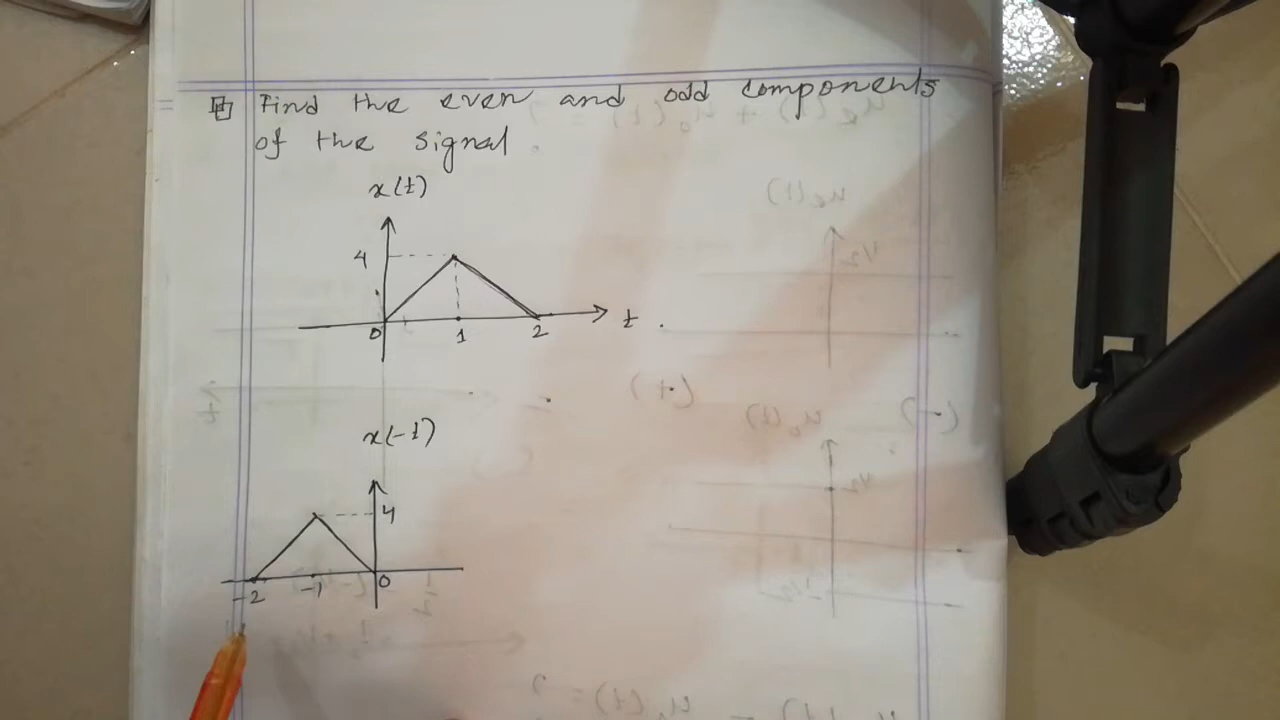 Find the even and odd components
of the signal.
x(t)
4
0 1 2 t
x(-t)
4
-2 -1 0